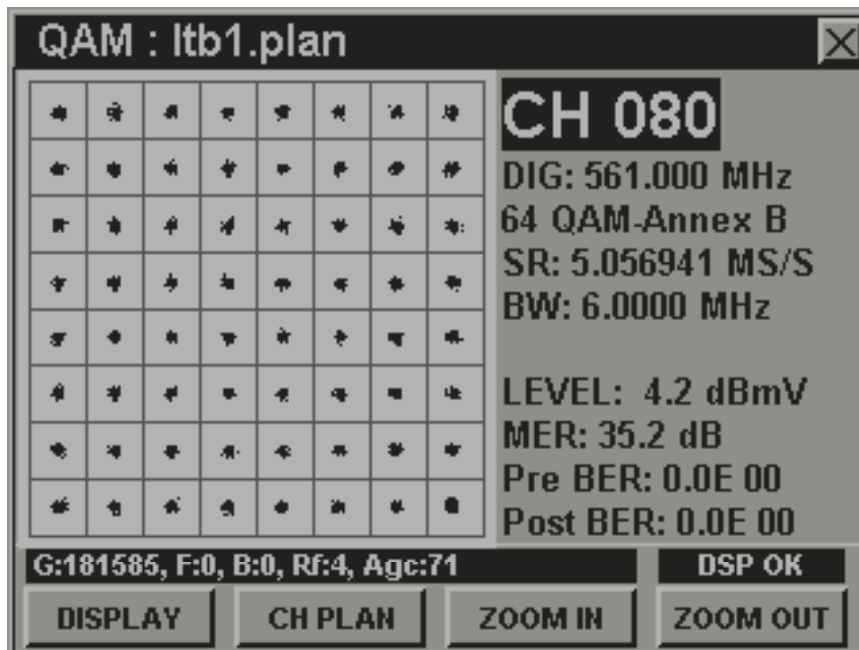 QAM : ltb1.plan
CH 080
DIG: 561.000 MHz
64 QAM-Annex B
SR: 5.056941 MS/S
BW: 6.0000 MHz
LEVEL: 4.2 dBmV
MER: 35.2 dB
Pre BER: 0.0E 00
Post BER: 0.0E 00
G:181585, F:0, B:0, Rf:4, Agc:71
DSP OK
DISPLAY
CH PLAN
ZOOM IN
ZOOM OUT